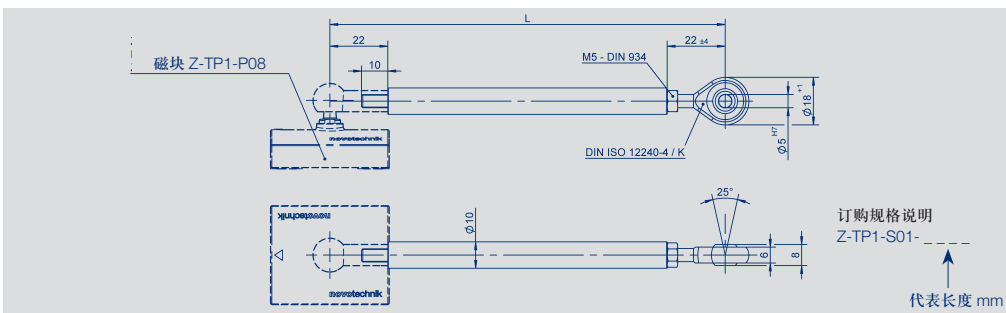 L
22
22 ±4
M5 - DIN 934
磁块 Z-TP1-P08
10
Ø18 +1
Ø5 H7
novotechnik
DIN ISO 12240-4 / K
25°
novotechnik
Ø10
订购规格说明
Z-TP1-S01- _ _ _ _
6
8
novotechnik
代表长度 mm